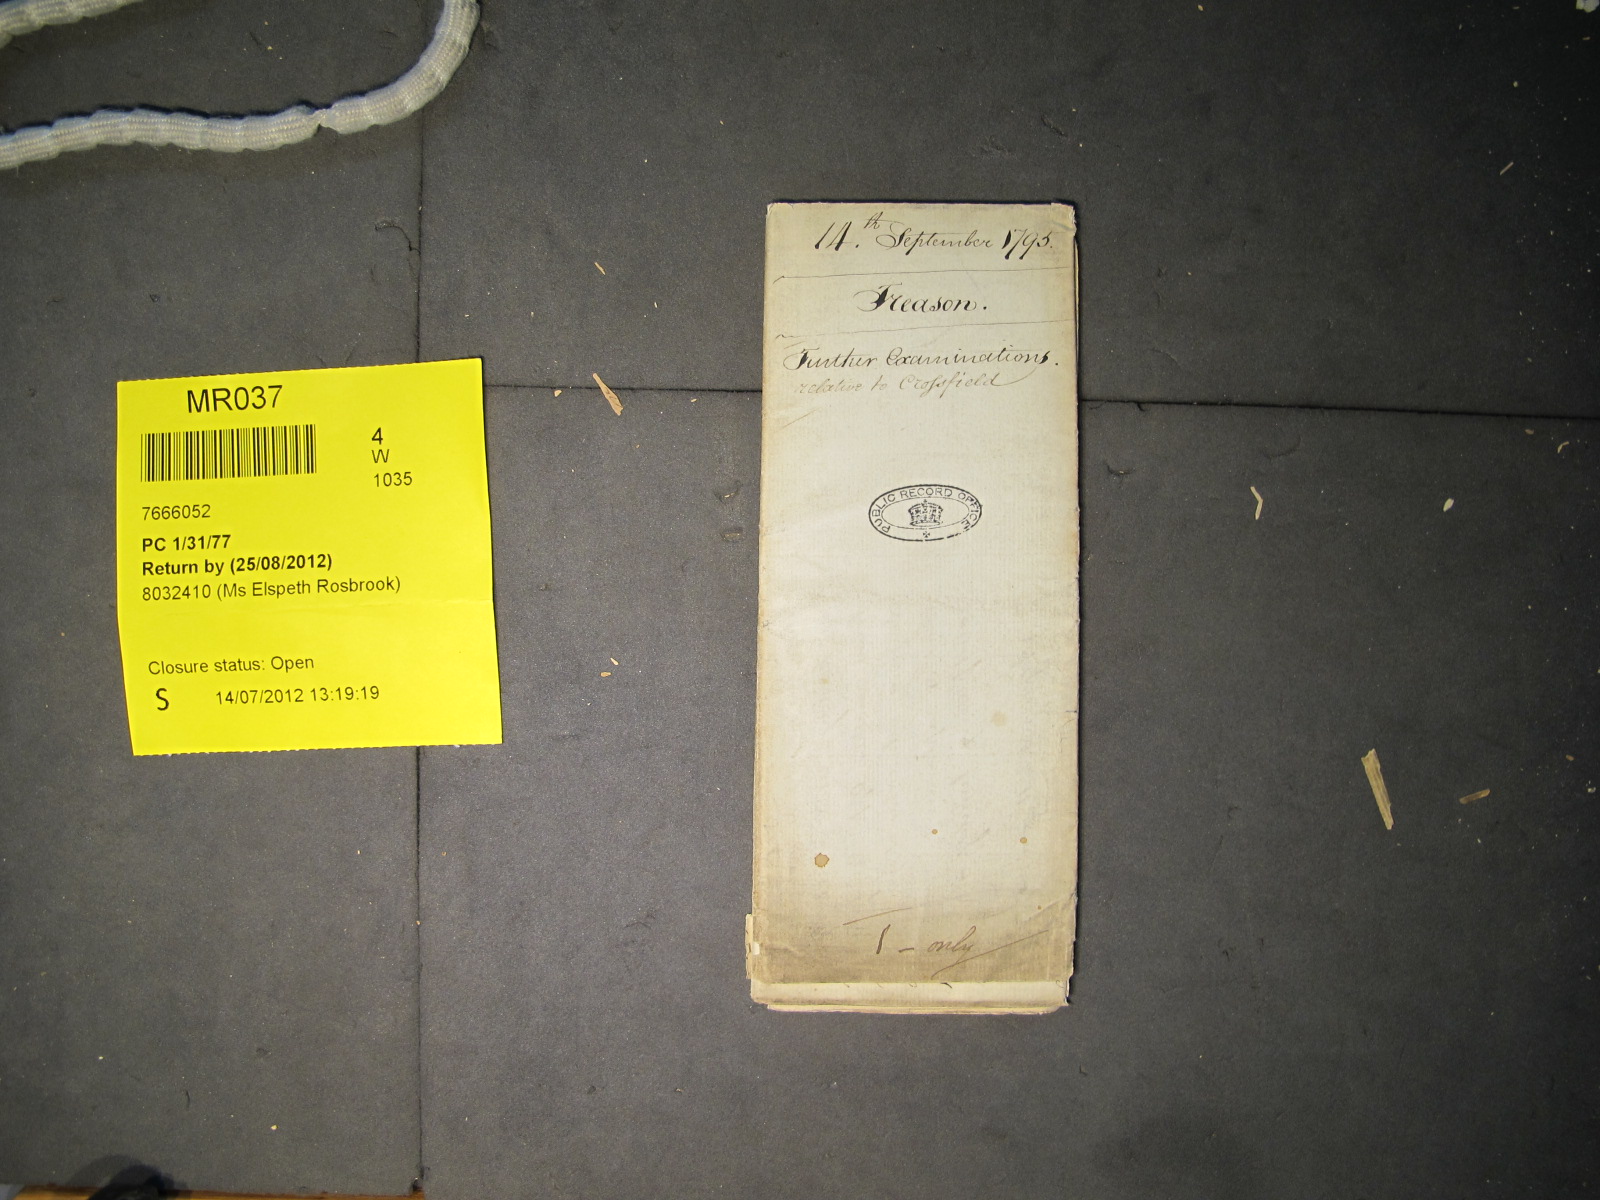 MR037
4
W
1035
7666052
PC 1/31/77
Return by (25/08/2012)
8032410 (Ms Elspeth Rosbrook)
Closure status: Open
S 14/07/2012 13:19:19
14.th September 1795.
Treason.
Further Examinations.
relative to Crossfield
PUBLIC RECORD OFFICE
1 - only